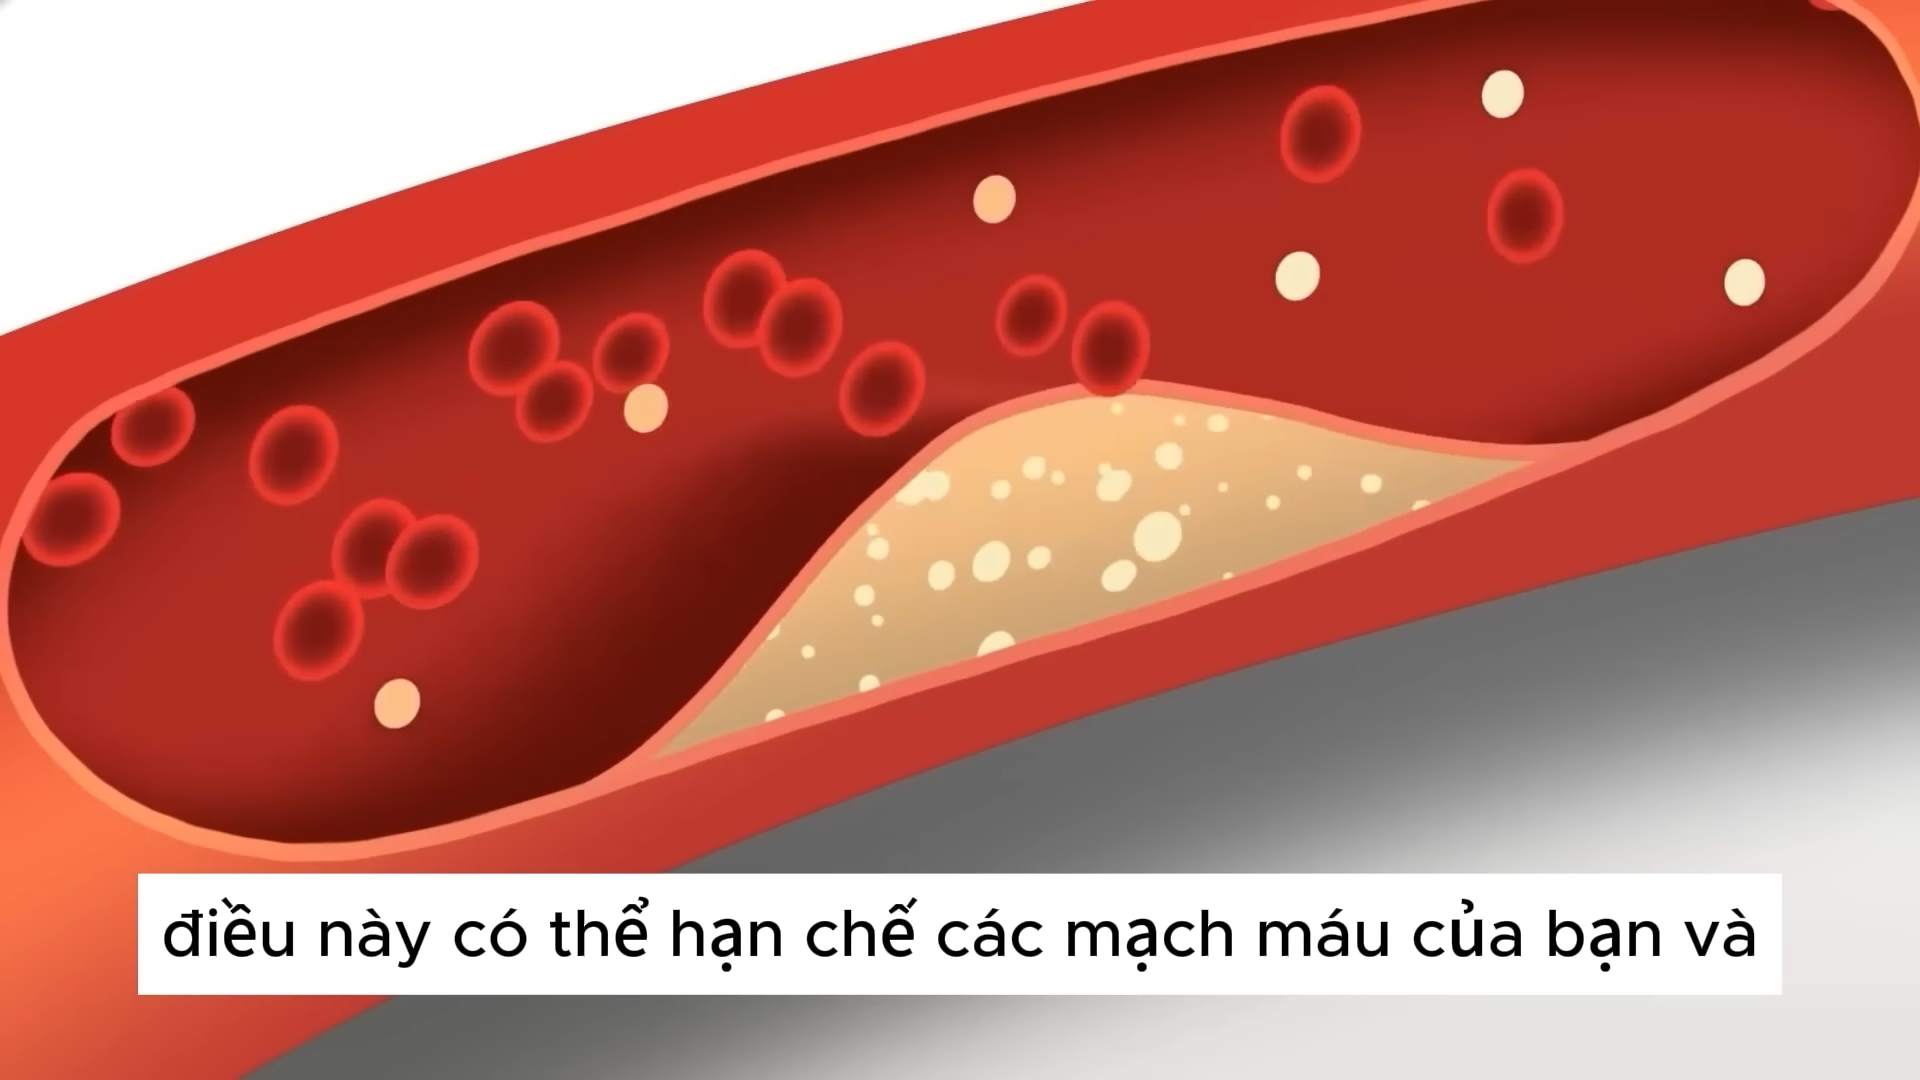 điều này có thể hạn chế các mạch máu của bạn và